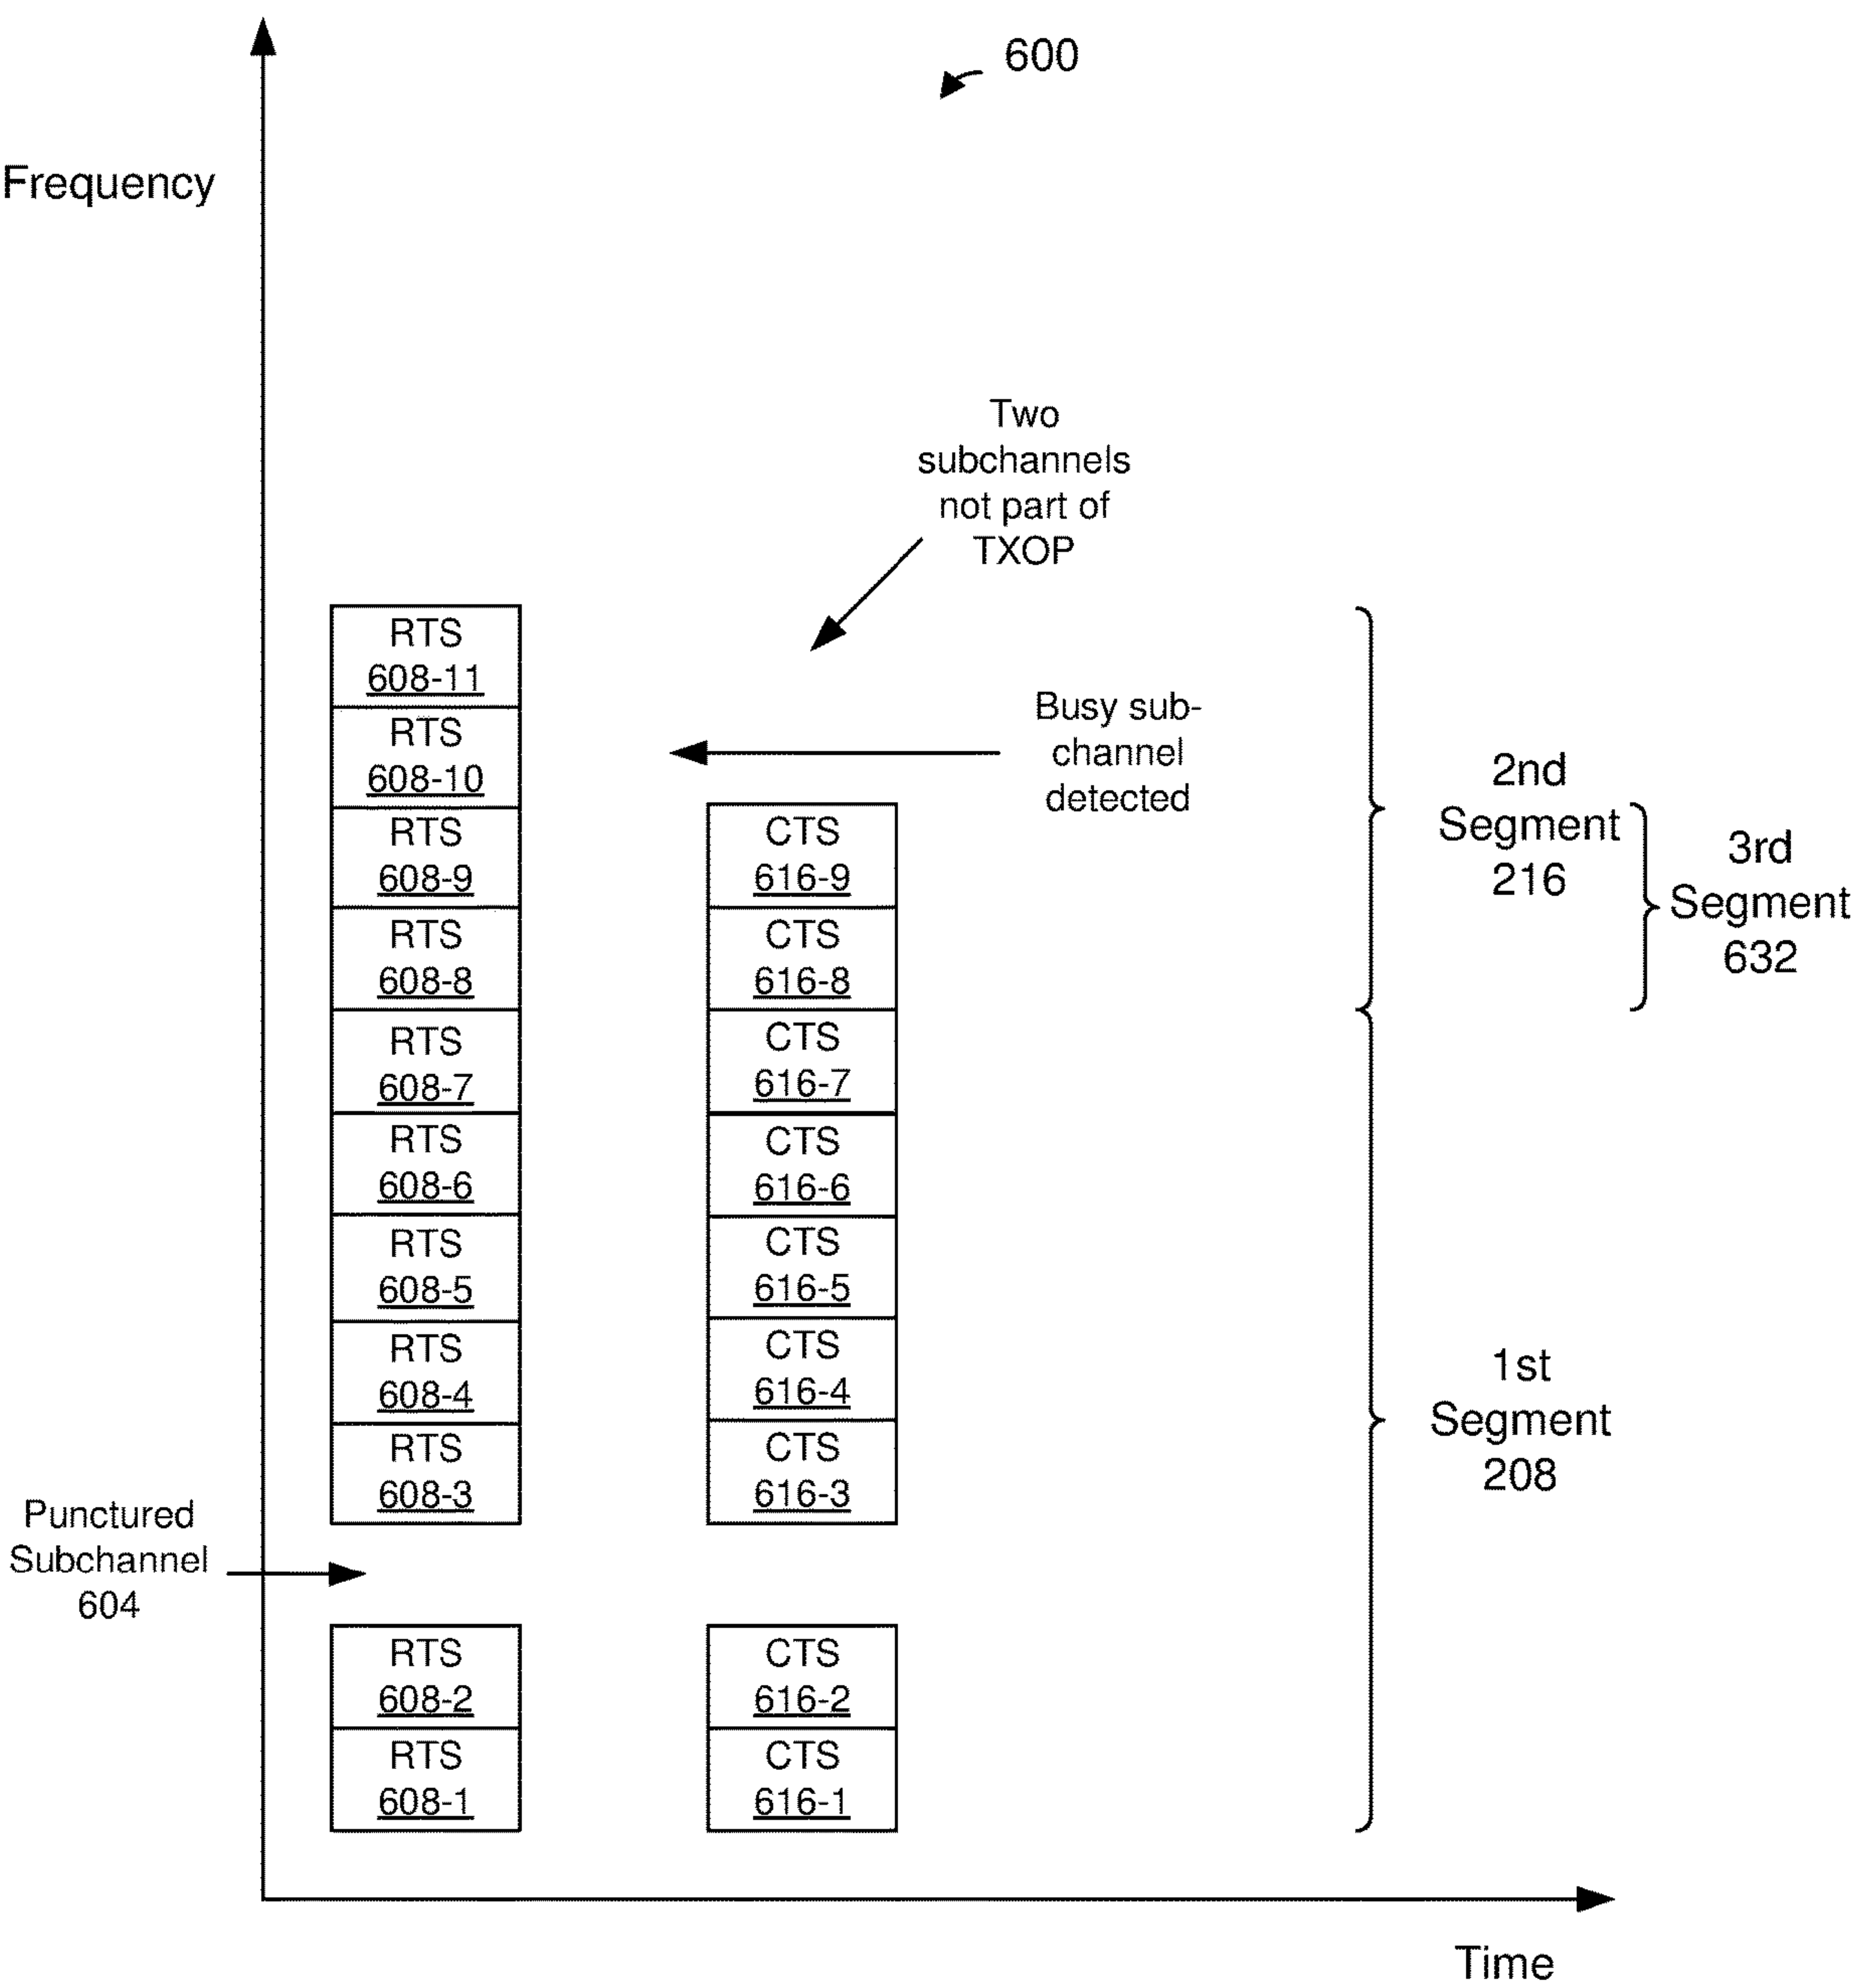 600
Frequency
Two
subchannels
not part of
TXOP
RTS
608-11
RTS
608-10
Busy sub-
channel
detected
RTS
608-9
CTS
616-9
2nd
Segment
216
3rd
Segment
632
RTS
608-8
CTS
616-8
RTS
608-7
CTS
616-7
RTS
608-6
CTS
616-6
RTS
608-5
CTS
616-5
RTS
608-4
CTS
616-4
1st
Segment
208
RTS
608-3
CTS
616-3
Punctured
Subchannel
604
RTS
608-2
CTS
616-2
RTS
608-1
CTS
616-1
Time